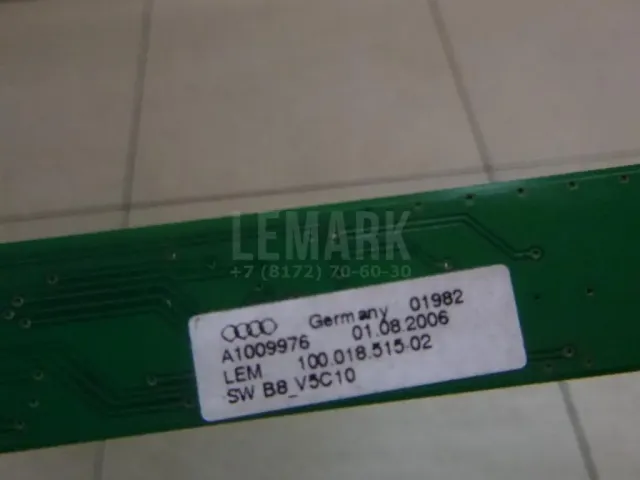 LEMARK
+7 (8172) 70-60-30
Germany 01982
A1009976 01.08.2006
LEM 100.018.515-02
SW B8_V5C10